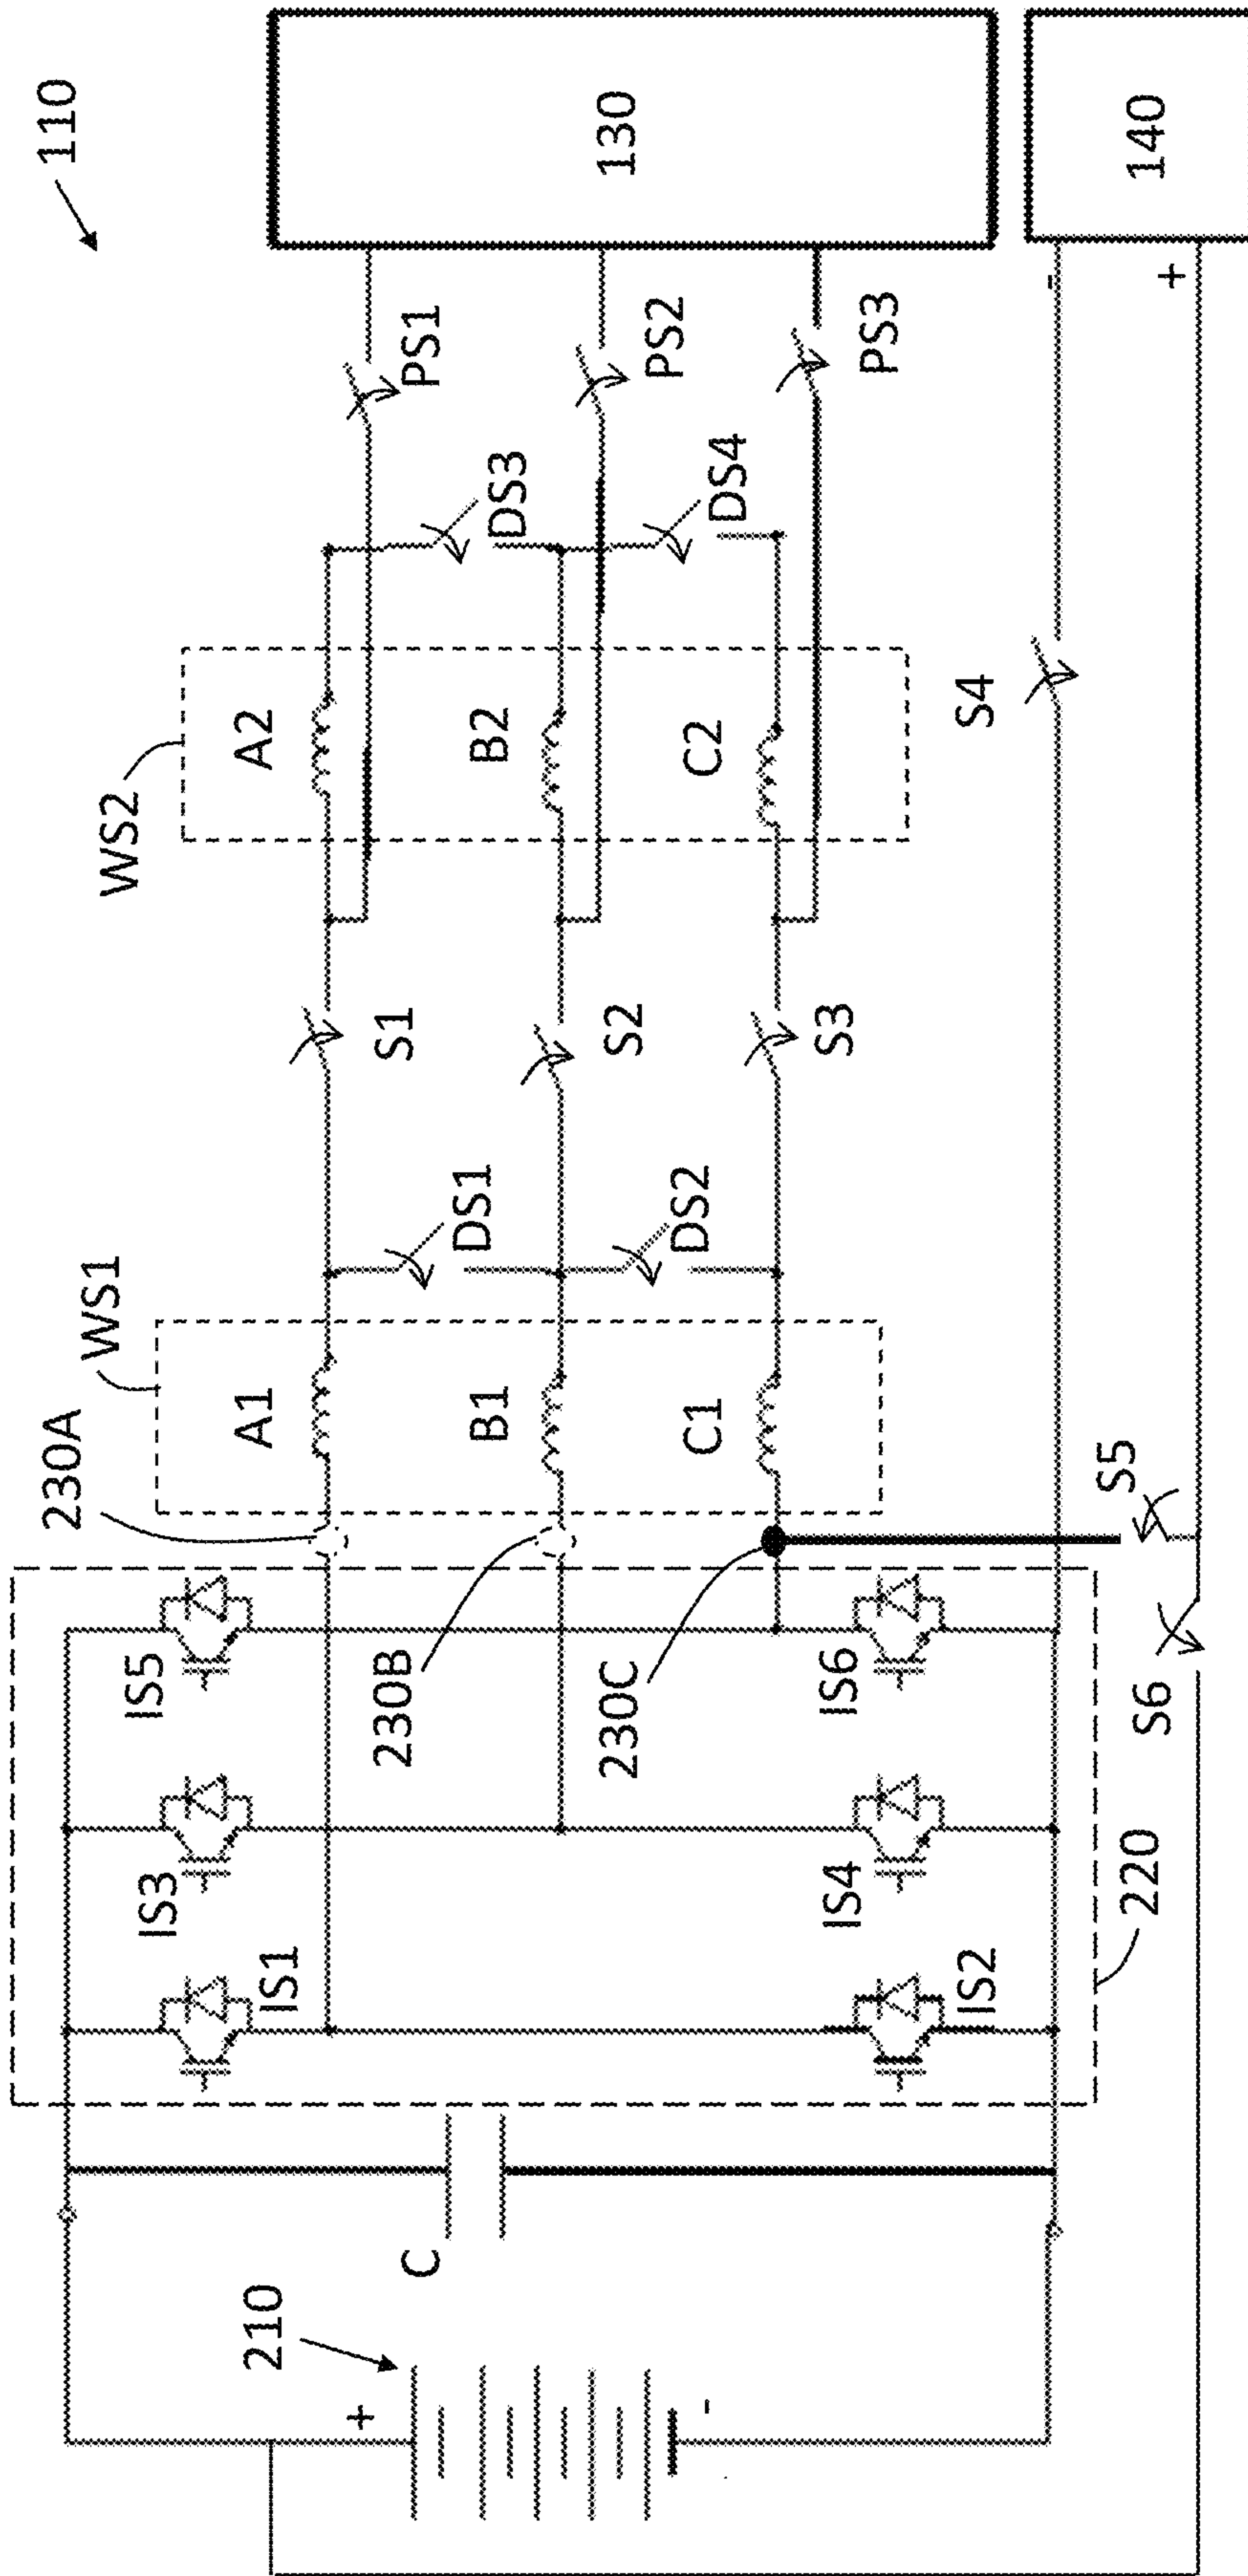 110
130
140
-
+
PS1
PS2
PS3
DS3
DS4
WS2
A2
B2
C2
S4
S1
S2
S3
DS1
DS2
WS1
A1
B1
C1
230A
230B
230C
S5
S6
IS5
IS6
IS3
IS4
IS1
IS2
220
C
210
+
-